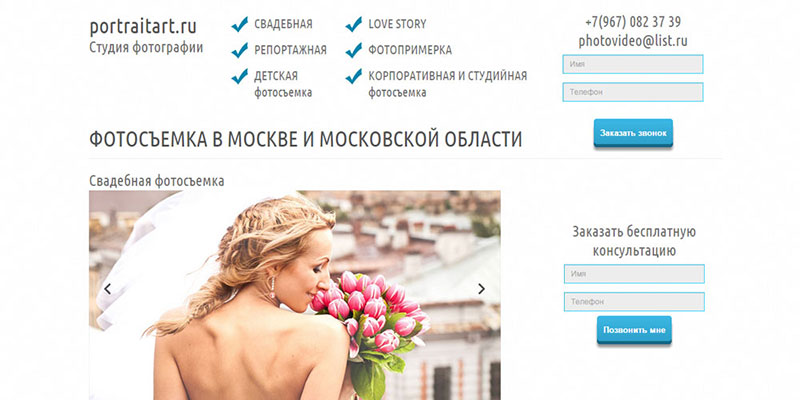 portraitart.ru
Студия фотографии
СВАДЕБНАЯ
РЕПОРТАЖНАЯ
ДЕТСКАЯ
фотосъемка
LOVE STORY
ФОТОПРИМЕРКА
КОРПОРАТИВНАЯ И СТУДИЙНАЯ
фотосъемка
+7(967) 082 37 39
photovideo@list.ru
Имя
Телефон
Заказать звонок
ФОТОСЪЕМКА В МОСКВЕ И МОСКОВСКОЙ ОБЛАСТИ
Свадебная фотосъемка
Заказать бесплатную
консультацию
Имя
Телефон
Позвонить мне